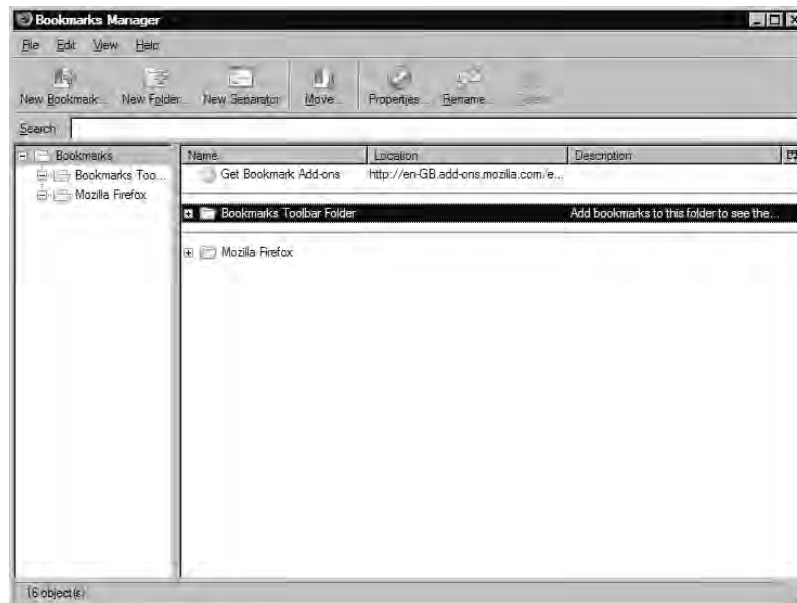 Bookmarks Manager
File Edit View Help
New Bookmark... New Folder... New Separator Move... Properties... Rename... Delete
Search
Bookmarks
Bookmarks Too...
Mozilla Firefox
Name Location Description
Get Bookmark Add-ons http://en-GB.add-ons.mozilla.com/e...
Bookmarks Toolbar Folder Add bookmarks to this folder to see the...
Mozilla Firefox
16 object(s)